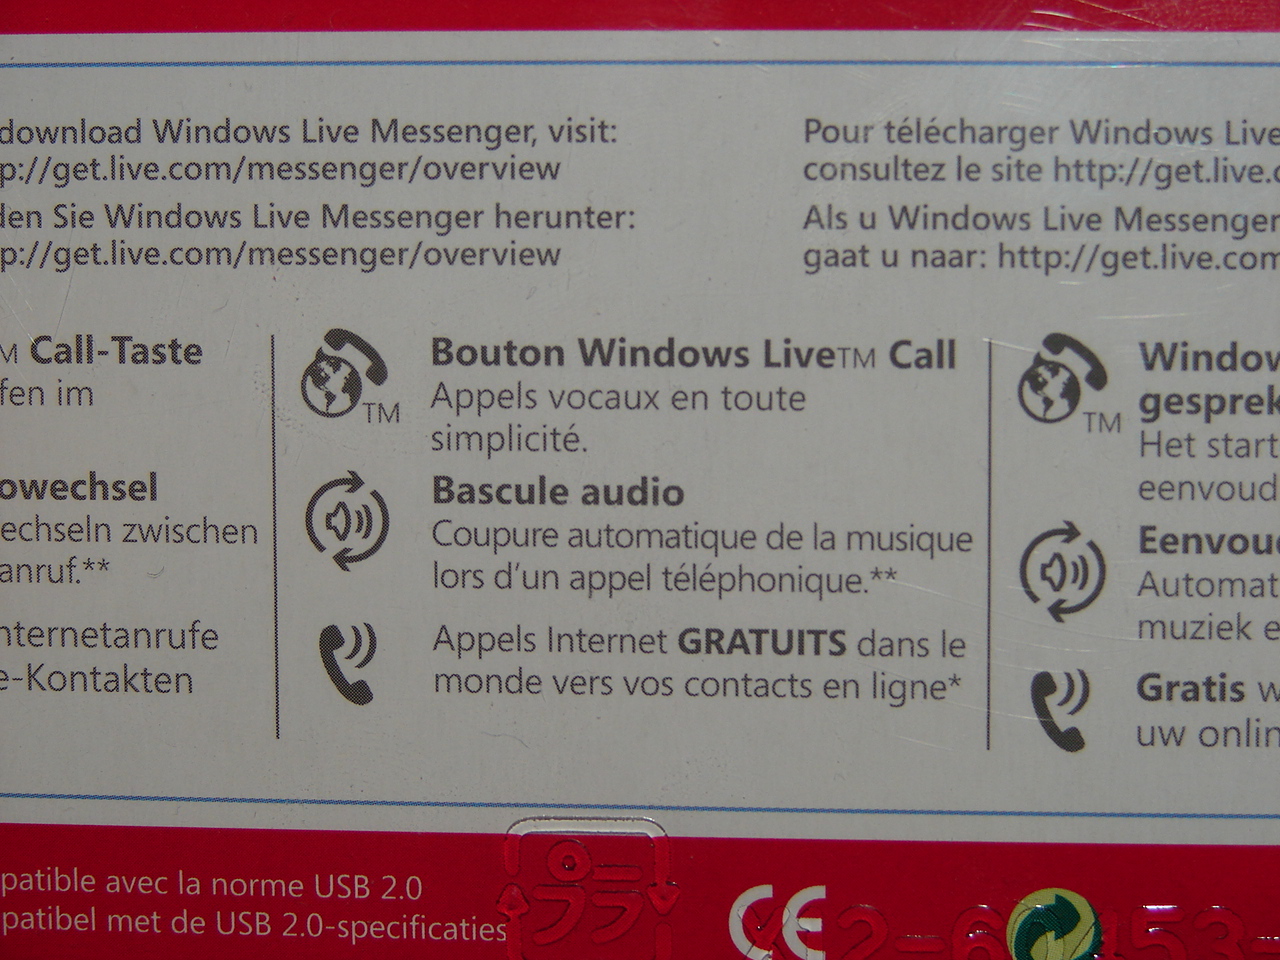 download Windows Live Messenger, visit:
p://get.live.com/messenger/overview
den Sie Windows Live Messenger herunter:
p://get.live.com/messenger/overview
Pour télécharger Windows Live
consultez le site http://get.live.c
Als u Windows Live Messenger
gaat u naar: http://get.live.com
™ Call-Taste
fen im
owechsel
echseln zwischen
anruf.**
nternetanrufe
e-Kontakten
TM
Bouton Windows Live™ Call
Appels vocaux en toute
simplicité.
Bascule audio
Coupure automatique de la musique
lors d'un appel téléphonique.**
Appels Internet GRATUITS dans le
monde vers vos contacts en ligne*
TM
Window
gesprek
Het start
eenvoud
Eenvoud
Automat
muziek e
Gratis w
uw onlin
patible avec la norme USB 2.0
patibel met de USB 2.0-specificaties
CE